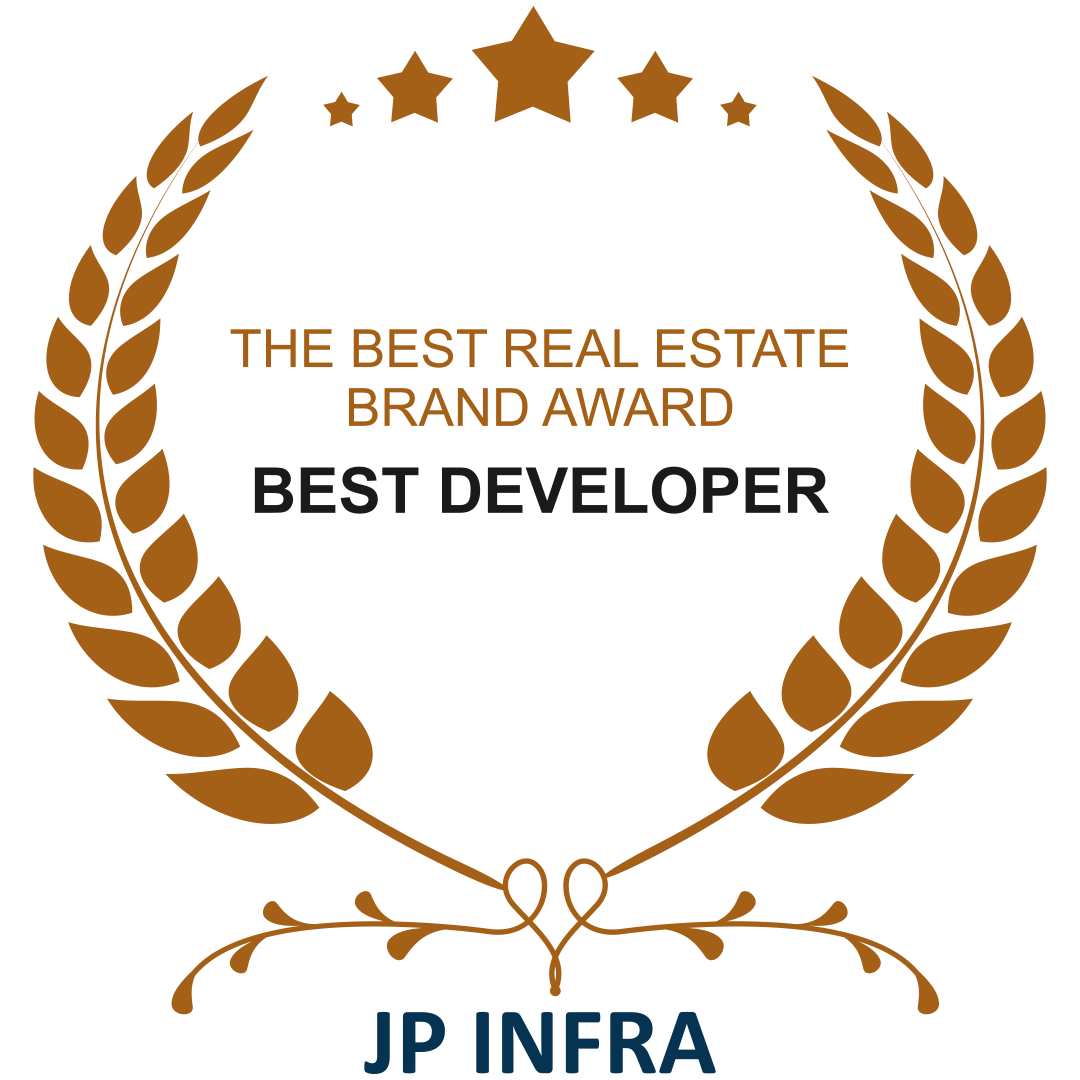 THE BEST REAL ESTATE
BRAND AWARD
BEST DEVELOPER
JP INFRA